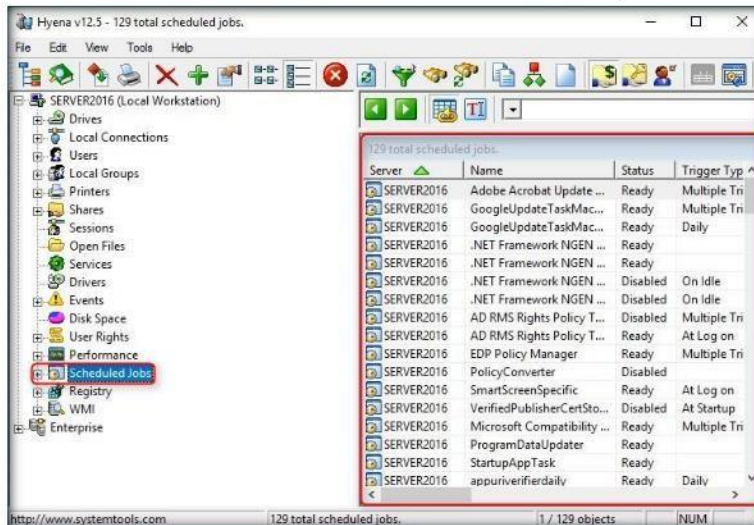 Hyena v12.5 - 129 total scheduled jobs.
File Edit View Tools Help
SERVER2016 (Local Workstation)
Drives
Local Connections
Users
Local Groups
Printers
Shares
Sessions
Open Files
Services
Drivers
Events
Disk Space
User Rights
Performance
Scheduled Jobs
Registry
WMI
Enterprise
129 total scheduled jobs.
Server Name Status Trigger Typ
SERVER2016 Adobe Acrobat Update ... Ready Multiple Tri
SERVER2016 GoogleUpdateTaskMac... Ready Multiple Tri
SERVER2016 GoogleUpdateTaskMac... Ready Daily
SERVER2016 .NET Framework NGEN ... Ready
SERVER2016 .NET Framework NGEN ... Ready
SERVER2016 .NET Framework NGEN ... Disabled On Idle
SERVER2016 .NET Framework NGEN ... Disabled On Idle
SERVER2016 AD RMS Rights Policy T... Disabled Multiple Tri
SERVER2016 AD RMS Rights Policy T... Ready At Log on
SERVER2016 EDP Policy Manager Ready Multiple Tri
SERVER2016 PolicyConverter Disabled
SERVER2016 SmartScreenSpecific Ready At Log on
SERVER2016 VerifiedPublisherCertSto... Disabled At Startup
SERVER2016 Microsoft Compatibility ... Ready Multiple Tri
SERVER2016 ProgramDataUpdater Ready
SERVER2016 StartupAppTask Ready
SERVER2016 appuriverifierdaily Ready Daily
http://www.systemtools.com 129 total scheduled jobs. 1 / 129 objects NUM